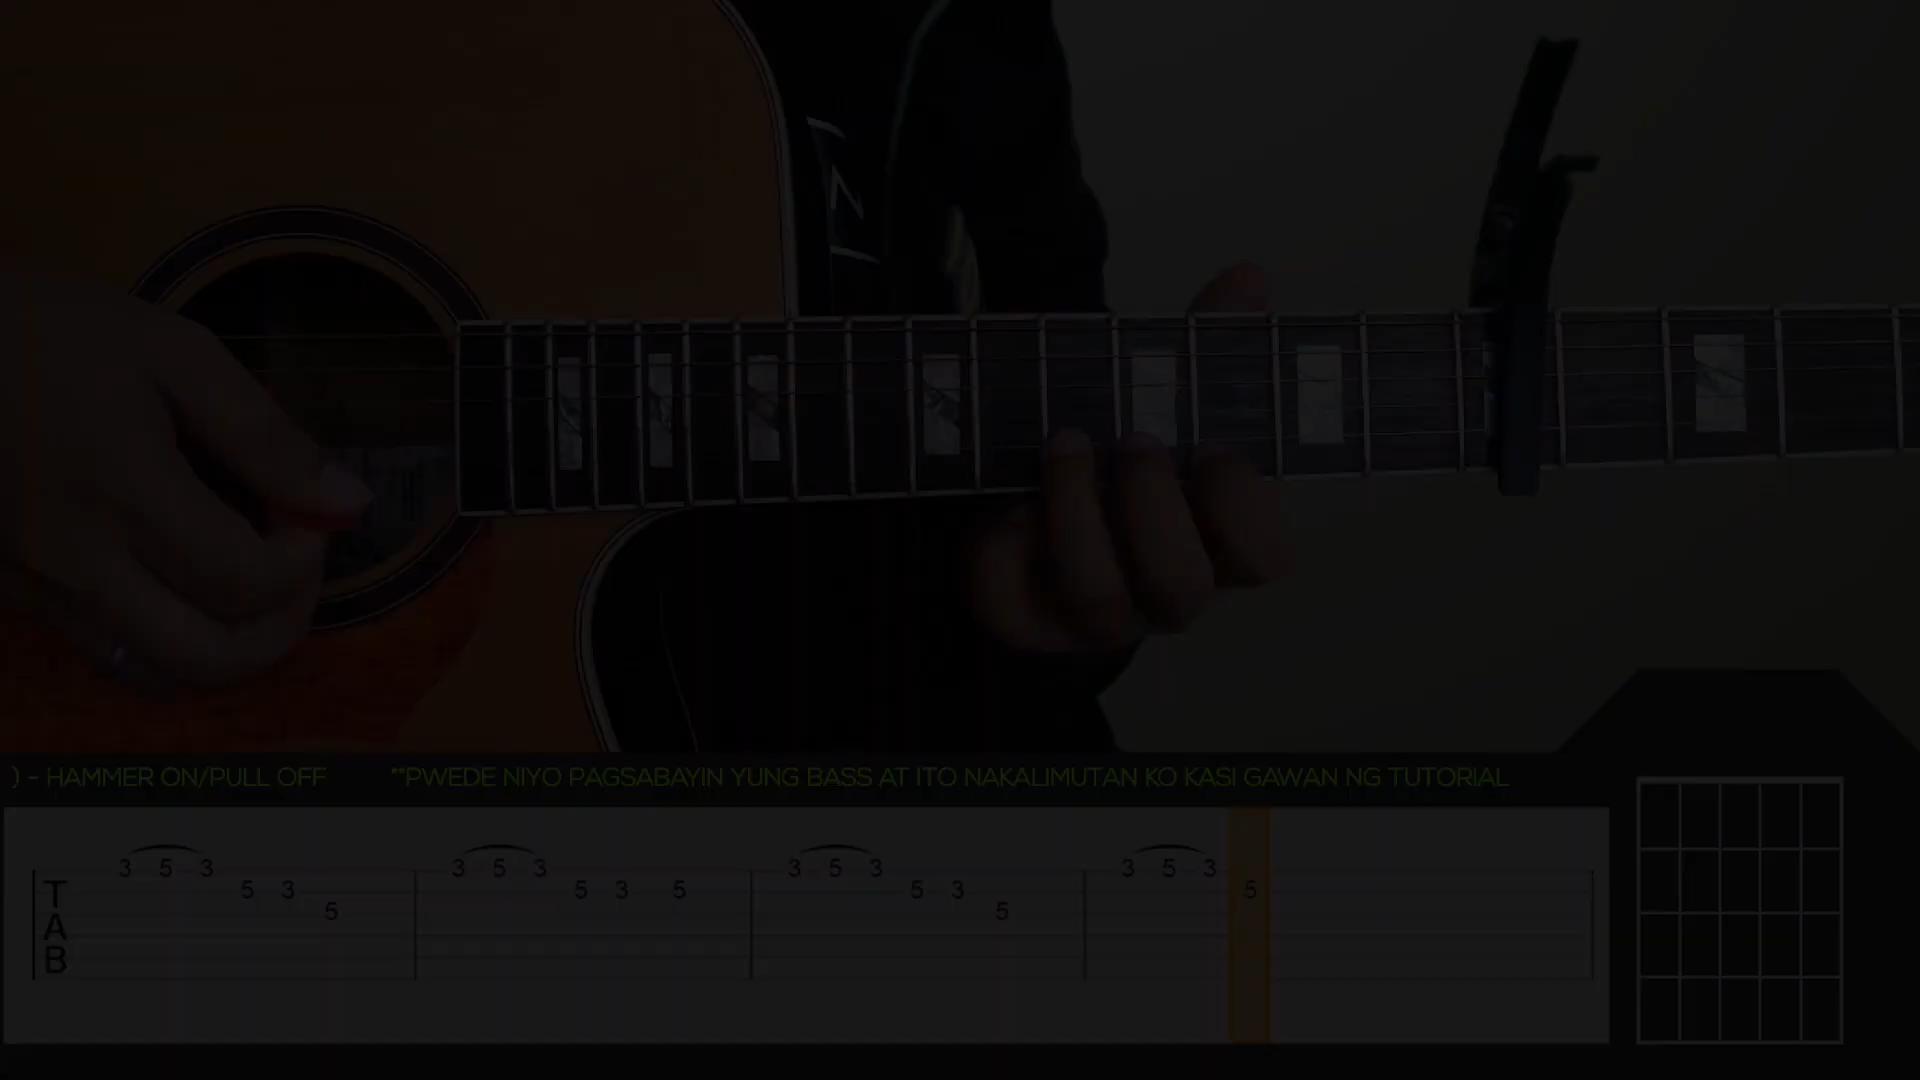 ) - HAMMER ON/PULL OFF **PWEDE NIYO PAGSABAYIN YUNG BASS AT ITO NAKALIMUTAN KO KASI GAWAN NG TUTORIAL
3 5 3 3 5 3 3 5 3 3 5 3
T 5 3 5 3 5 5 3 5
A 5 5
B